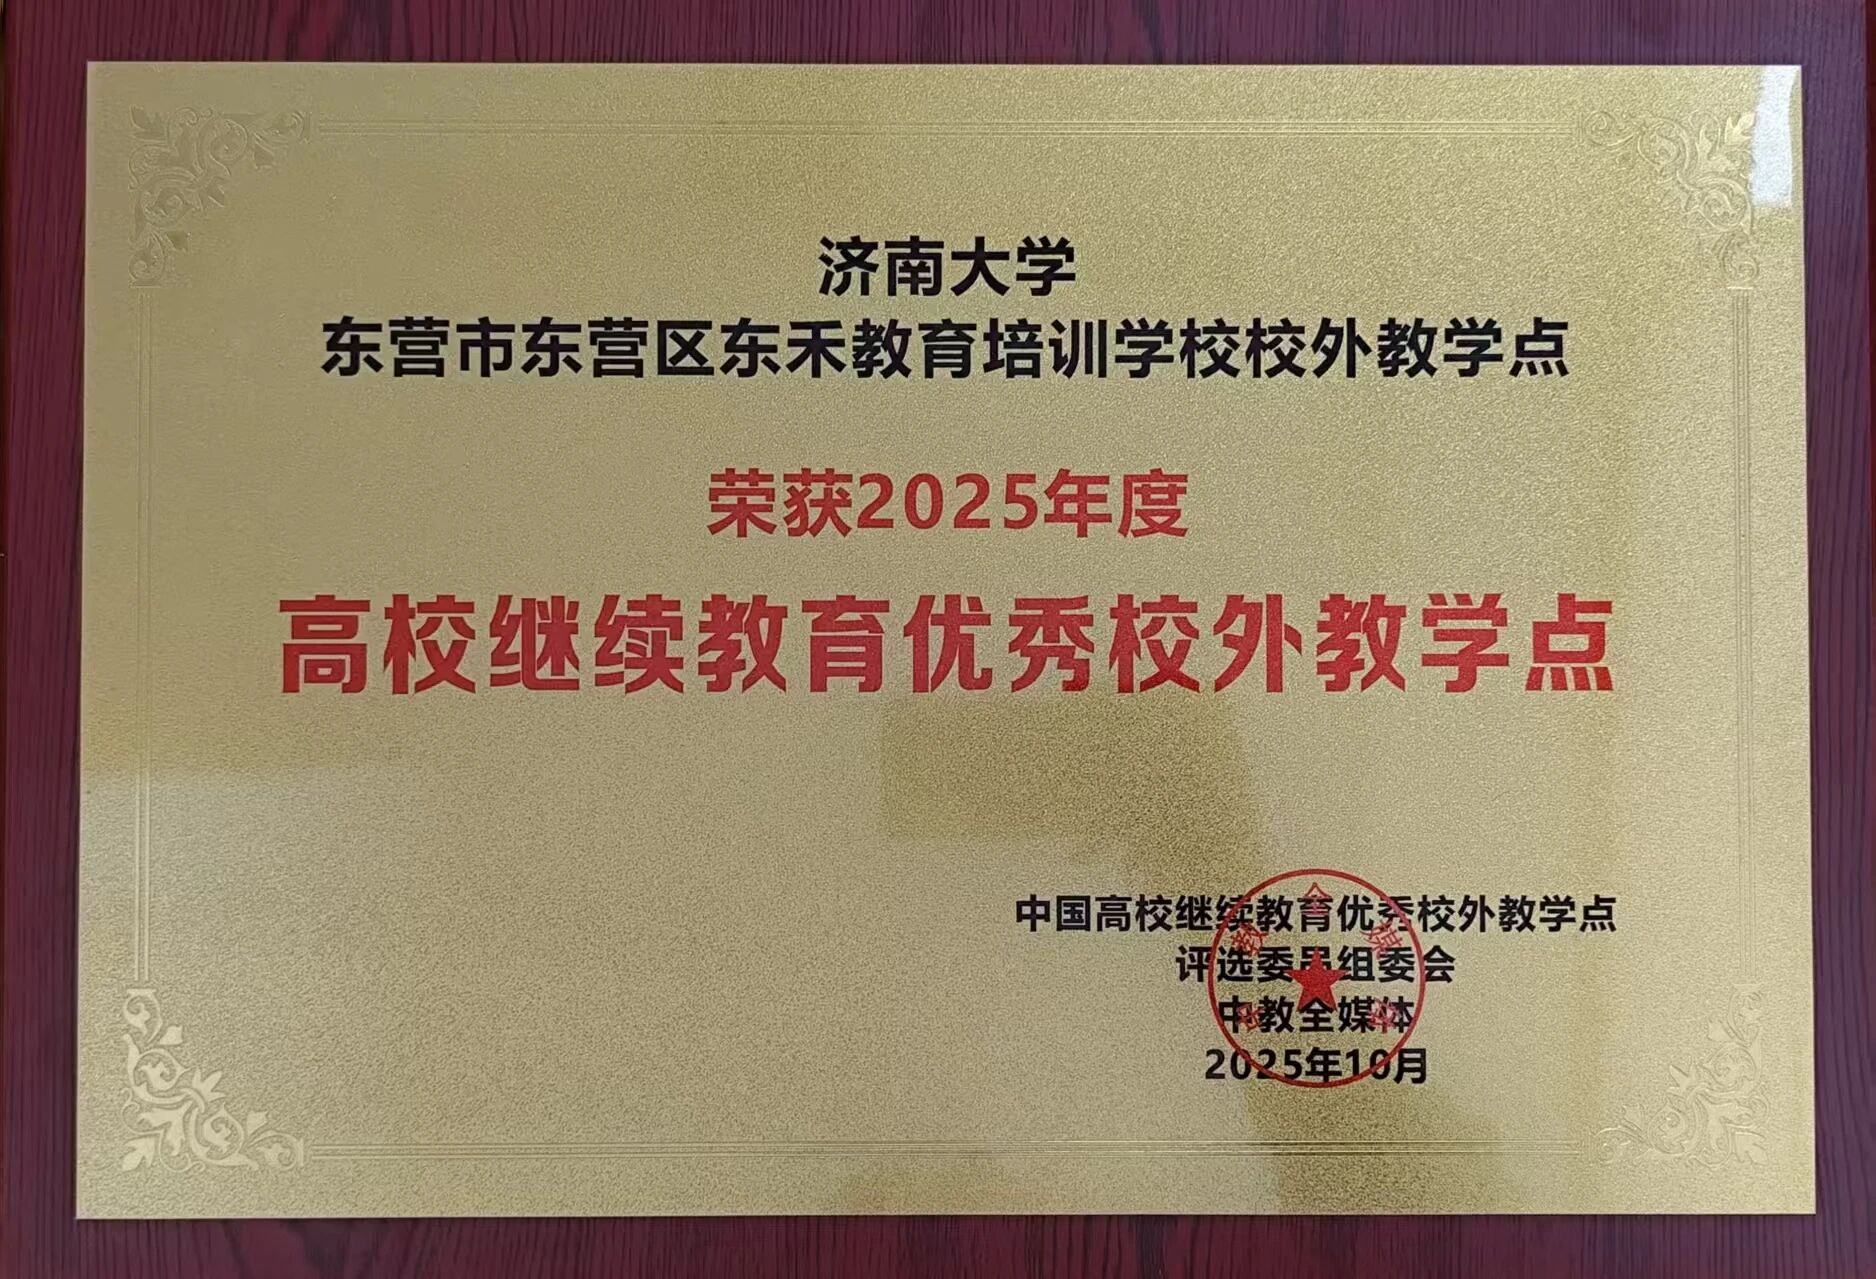 济南大学
东营市东营区东禾教育培训学校校外教学点
荣获2025年度
高校继续教育优秀校外教学点
中国高校继续教育优秀校外教学点
评选委员组委会
中教全媒体
2025年10月